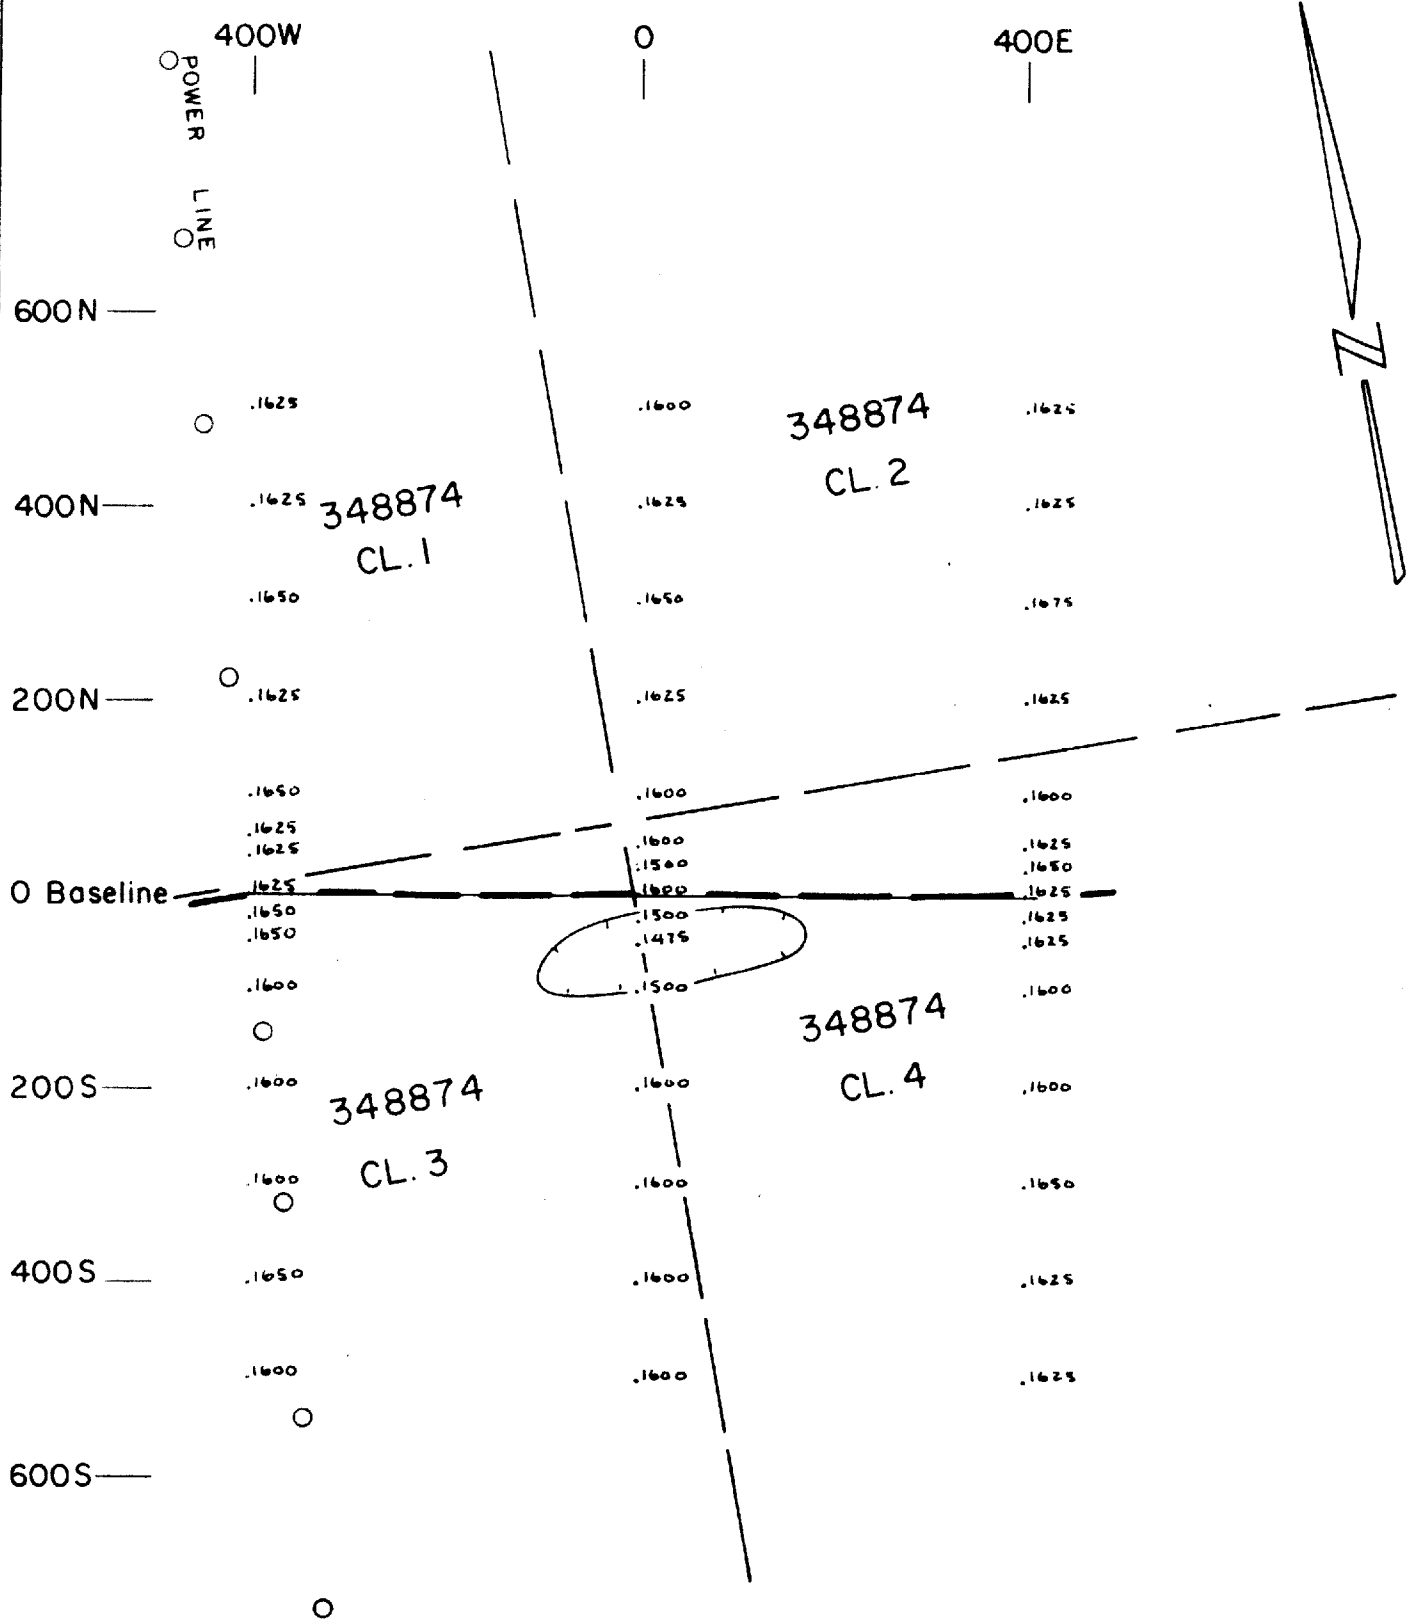 400W 0 400E
POWER LINE
600N
N
.1625 .1600 .1625
348874
CL. 2
400N .1625 .1625 .1625
348874
CL. 1
.1650 .1650 .1675
200N .1625 .1625 .1625
.1650 .1600 .1600
.1625 .1600 .1625
.1625 .1500 .1650
0 Baseline .1625 .1600 .1625
.1650 .1500 .1625
.1650 .1475 .1625
.1600 .1500 .1600
348874
CL. 4
200S .1600 .1600 .1600
348874
CL. 3
.1600 .1600 .1650
400S .1650 .1600 .1625
.1600 .1600 .1625
600S